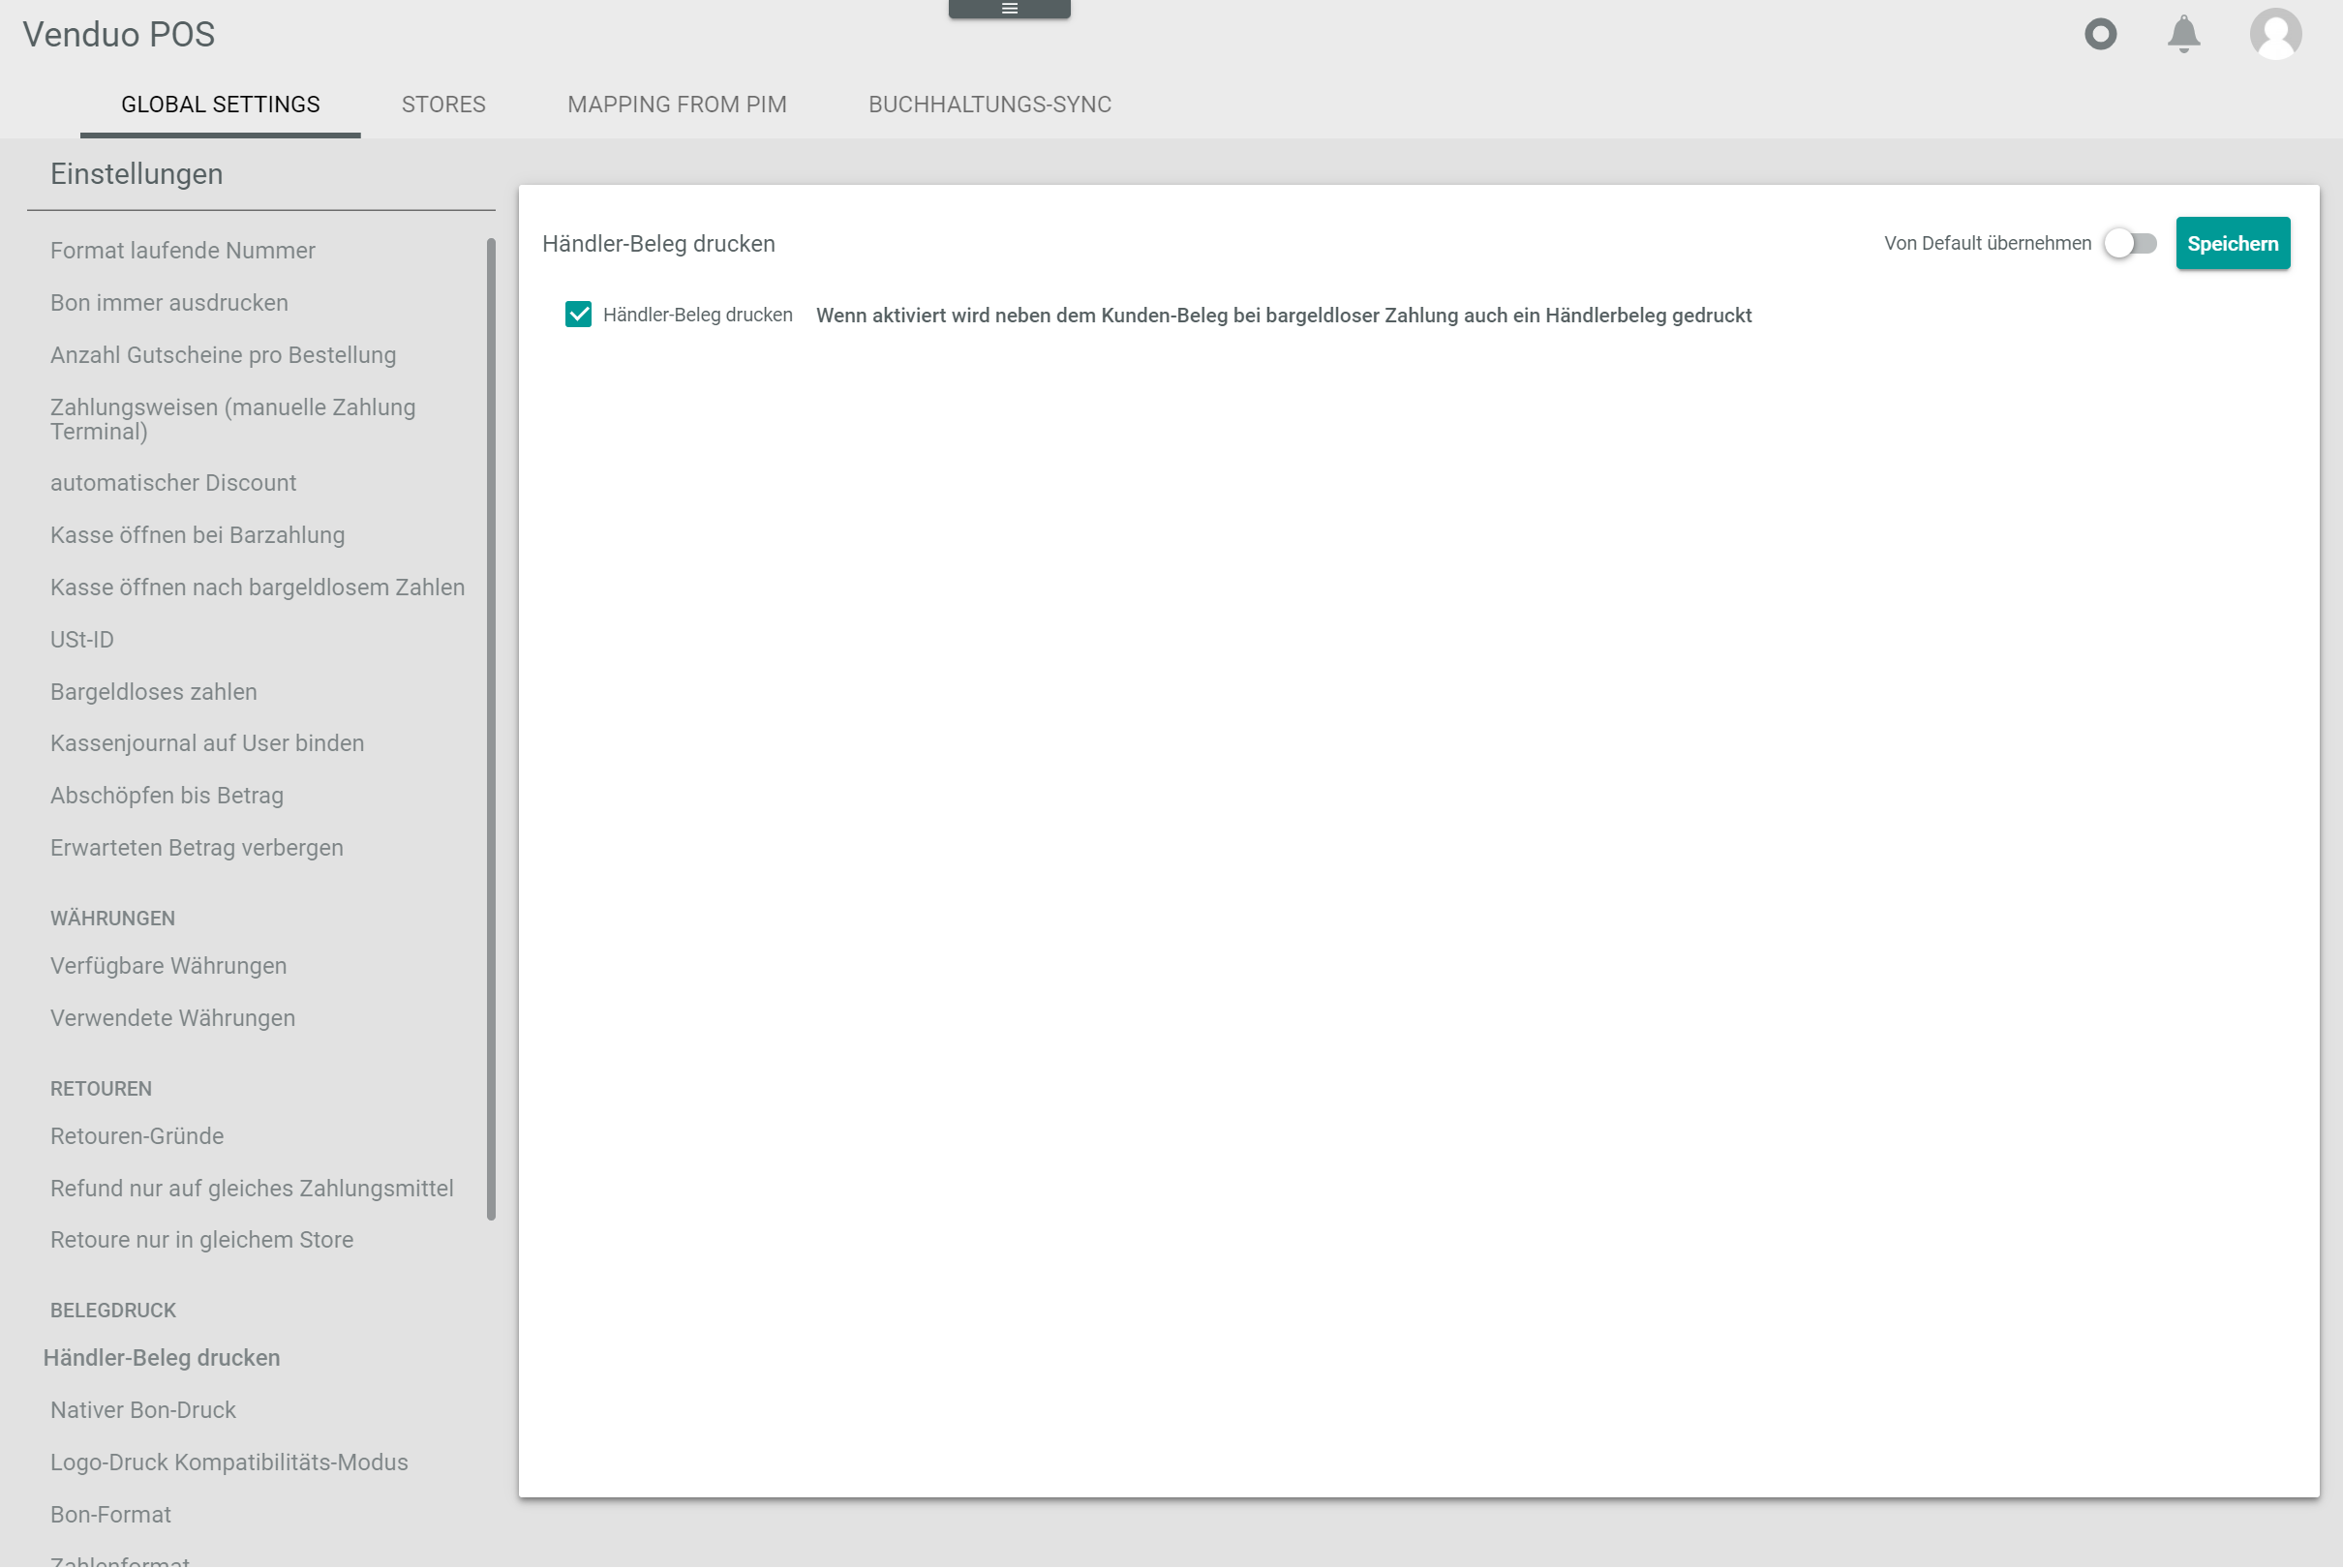 Venduo POS
GLOBAL SETTINGS
STORES
MAPPING FROM PIM
BUCHHALTUNGS-SYNC
Einstellungen
Format laufende Nummer
Bon immer ausdrucken
Anzahl Gutscheine pro Bestellung
Zahlungsweisen (manuelle Zahlung
Terminal)
automatischer Discount
Kasse öffnen bei Barzahlung
Kasse öffnen nach bargeldlosem Zahlen
USt-ID
Bargeldloses zahlen
Kassenjournal auf User binden
Abschöpfen bis Betrag
Erwarteten Betrag verbergen
WÄHRUNGEN
Verfügbare Währungen
Verwendete Währungen
RETOUREN
Retouren-Gründe
Refund nur auf gleiches Zahlungsmittel
Retoure nur in gleichem Store
BELEGDRUCK
Händler-Beleg drucken
Nativer Bon-Druck
Logo-Druck Kompatibilitäts-Modus
Bon-Format
Zahlenformat
Händler-Beleg drucken
Von Default übernehmen
Speichern
Händler-Beleg drucken
Wenn aktiviert wird neben dem Kunden-Beleg bei bargeldloser Zahlung auch ein Händlerbeleg gedruckt